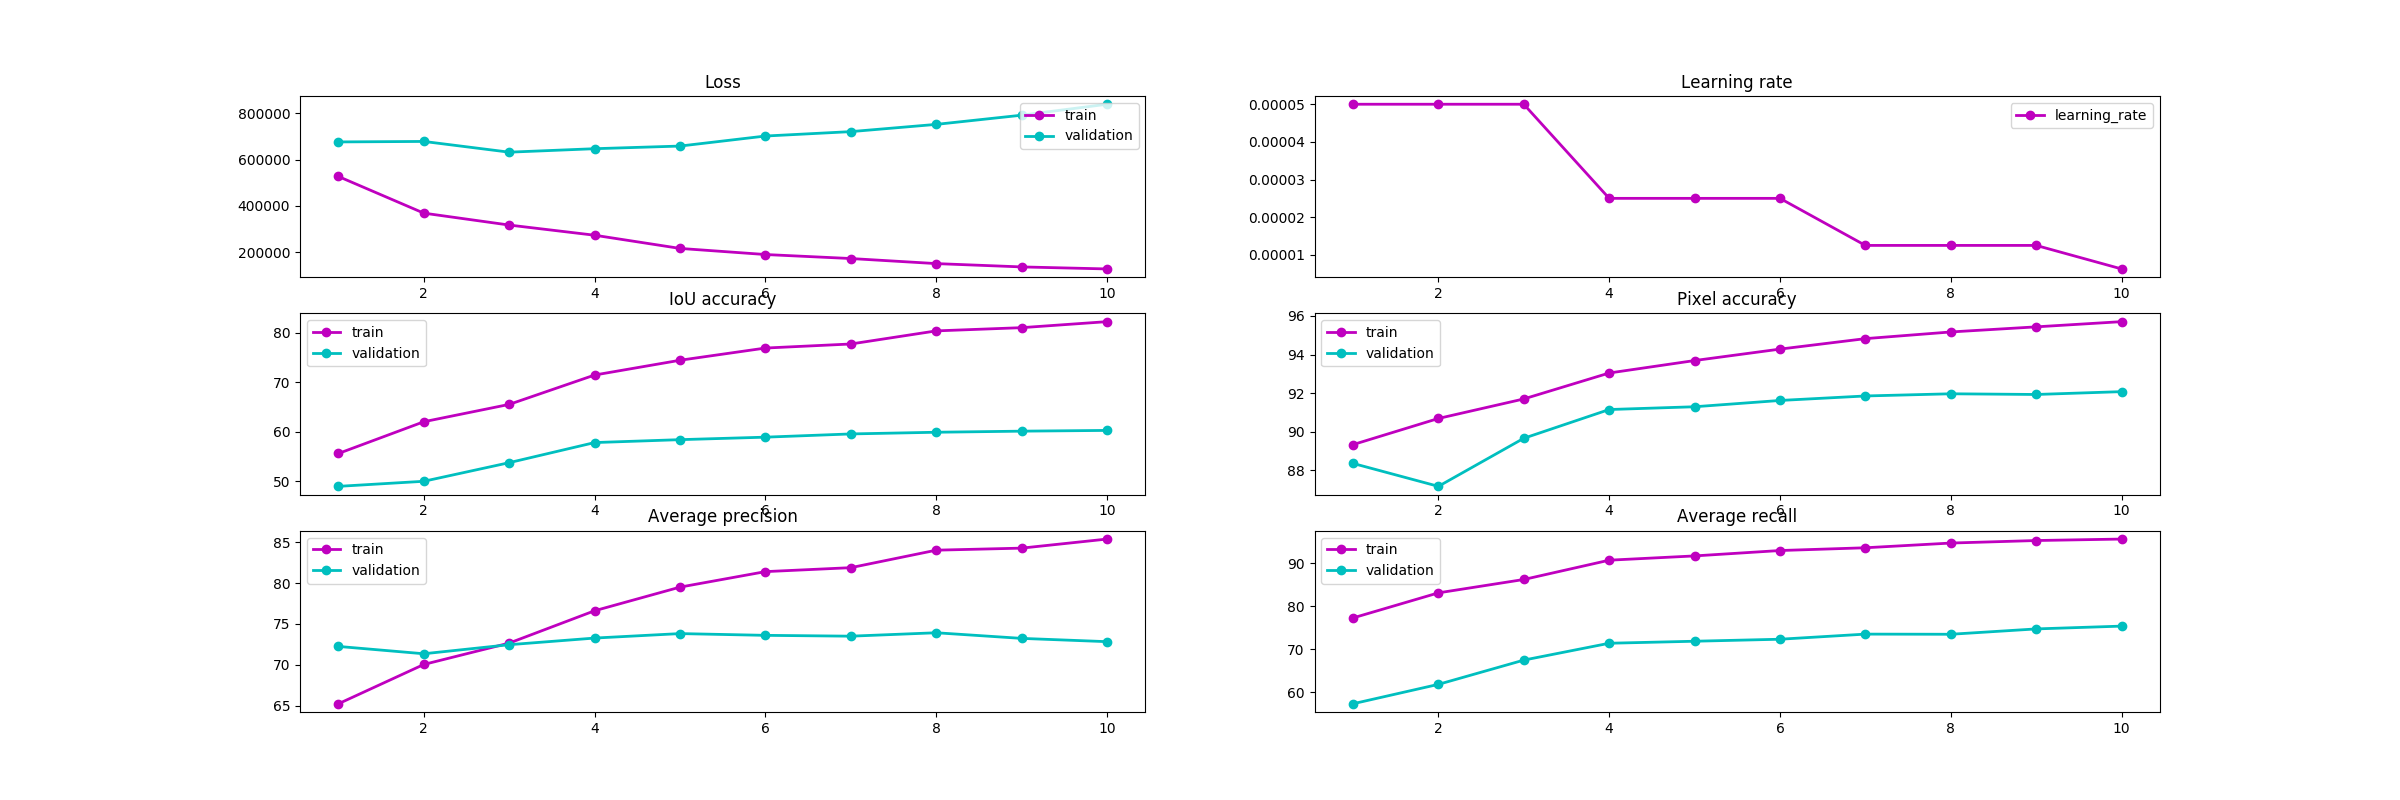 Loss
800000
600000
400000
200000
train
validation
2 4 6 8 10
Learning rate
0.00005
0.00004
0.00003
0.00002
0.00001
learning_rate
2 4 6 8 10
IoU accuracy
80
70
60
50
train
validation
2 4 6 8 10
Pixel accuracy
96
94
92
90
88
train
validation
2 4 6 8 10
Average precision
85
80
75
70
65
train
validation
2 4 6 8 10
Average recall
90
80
70
60
train
validation
2 4 6 8 10